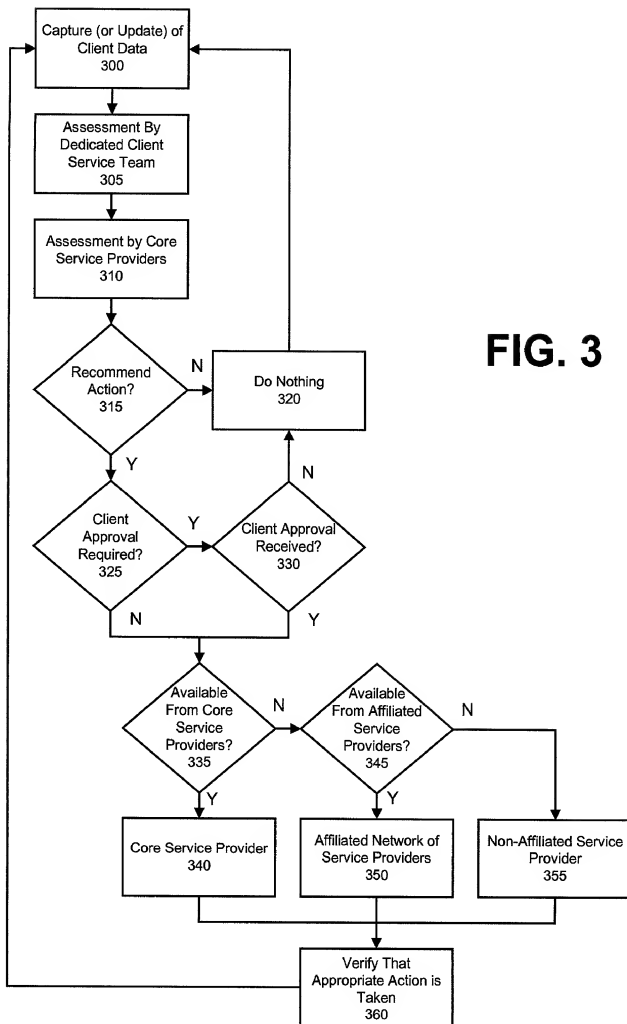 Capture (or Update) of
Client Data
300
Assessment By
Dedicated Client
Service Team
305
Assessment by Core
Service Providers
310
FIG. 3
Recommend
Action?
315
N
Do Nothing
320
Y
N
Client
Approval
Required?
325
Y
Client Approval
Received?
330
N
Y
Available
From Core
Service
Providers?
335
N
Available
From Affiliated
Service
Providers?
345
N
Y
Y
Core Service Provider
340
Affiliated Network of
Service Providers
350
Non-Affiliated Service
Provider
355
Verify That
Appropriate Action is
Taken
360